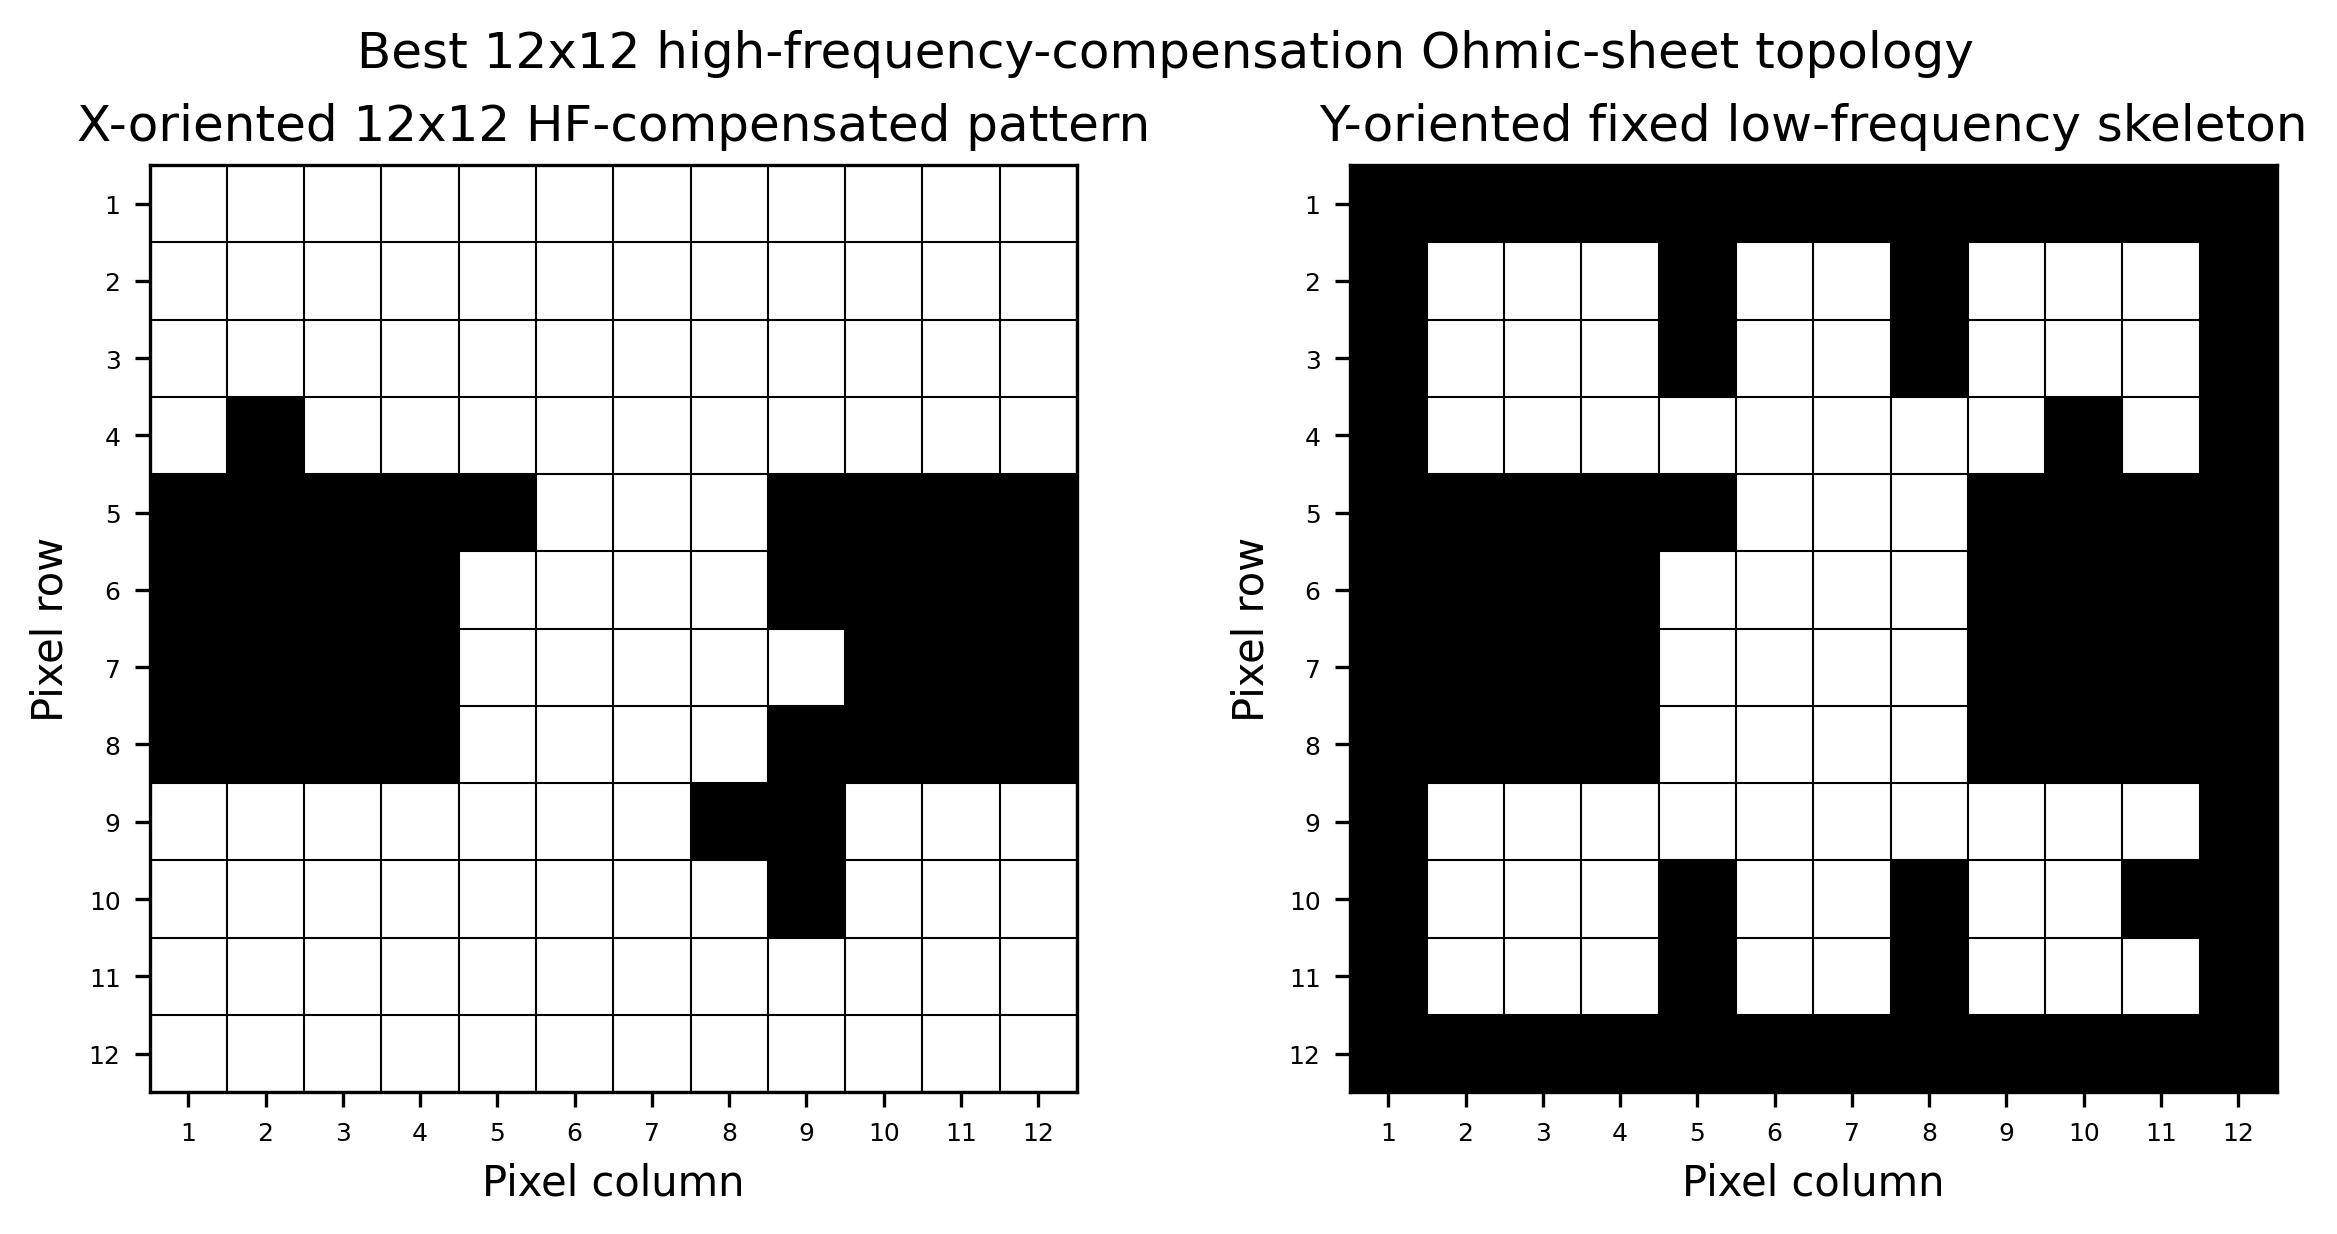 Best 12x12 high-frequency-compensation Ohmic-sheet topology
X-oriented 12x12 HF-compensated pattern
Pixel row
1
2
3
4
5
6
7
8
9
10
11
12
1 2 3 4 5 6 7 8 9 10 11 12
Pixel column
Y-oriented fixed low-frequency skeleton
Pixel row
1
2
3
4
5
6
7
8
9
10
11
12
1 2 3 4 5 6 7 8 9 10 11 12
Pixel column